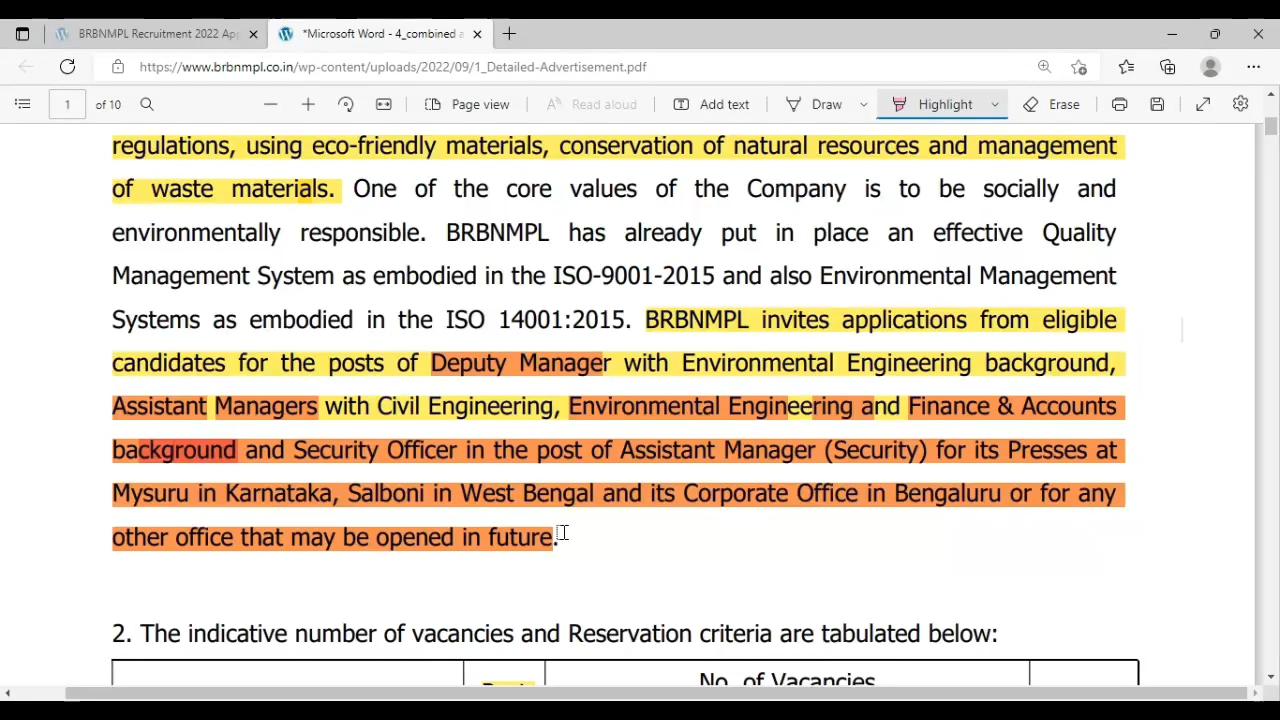 BRBNMPL Recruitment 2022 App
*Microsoft Word - 4_combined a
https://www.brbnmpl.co.in/wp-content/uploads/2022/09/1_Detailed-Advertisement.pdf
1 of 10 Page view Read aloud Add text Draw Highlight Erase
regulations, using eco-friendly materials, conservation of natural resources and management
of waste materials. One of the core values of the Company is to be socially and
environmentally responsible. BRBNMPL has already put in place an effective Quality
Management System as embodied in the ISO-9001-2015 and also Environmental Management
Systems as embodied in the ISO 14001:2015. BRBNMPL invites applications from eligible
candidates for the posts of Deputy Manager with Environmental Engineering background,
Assistant Managers with Civil Engineering, Environmental Engineering and Finance & Accounts
background and Security Officer in the post of Assistant Manager (Security) for its Presses at
Mysuru in Karnataka, Salboni in West Bengal and its Corporate Office in Bengaluru or for any
other office that may be opened in future.
2. The indicative number of vacancies and Reservation criteria are tabulated below:
No. of Vacancies